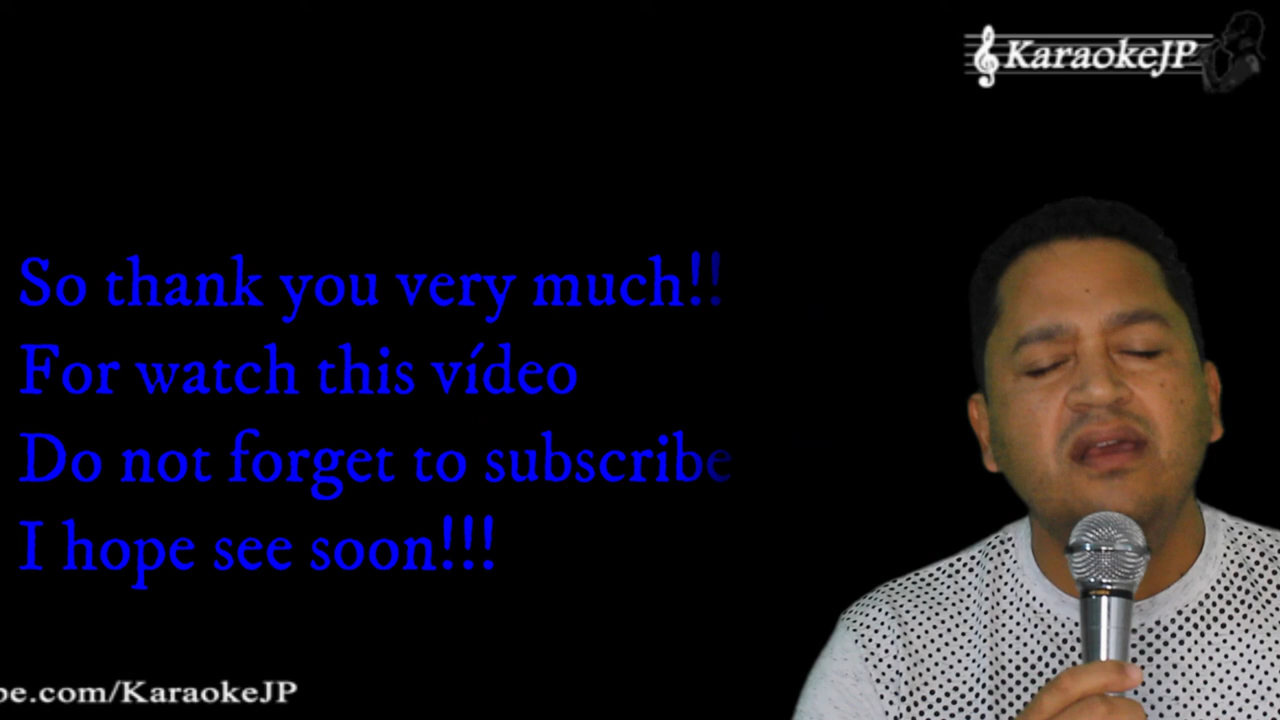 KaraokeJP
So thank you very much!!
For watch this vídeo
Do not forget to subscribe
I hope see soon!!!
be.com/KaraokeJP